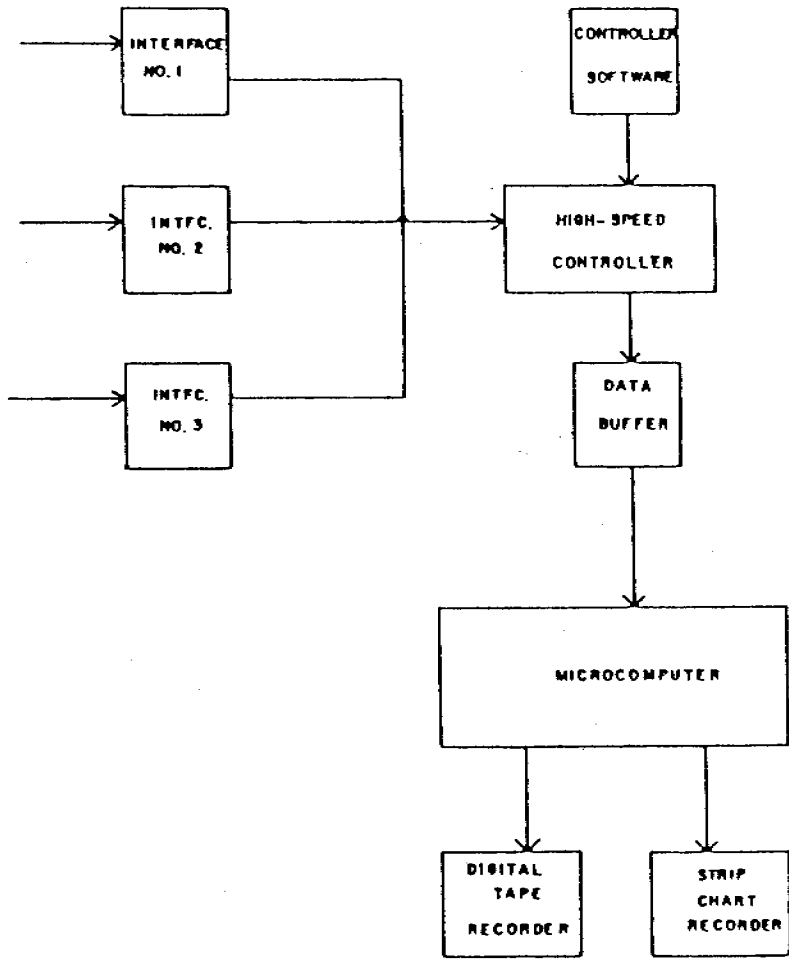 INTERFACE
NO. 1
CONTROLLER
SOFTWARE
INTFC.
NO. 2
HIGH-SPEED
CONTROLLER
INTFC.
NO. 3
DATA
BUFFER
MICROCOMPUTER
DIGITAL
TAPE
RECORDER
STRIP
CHART
RECORDER